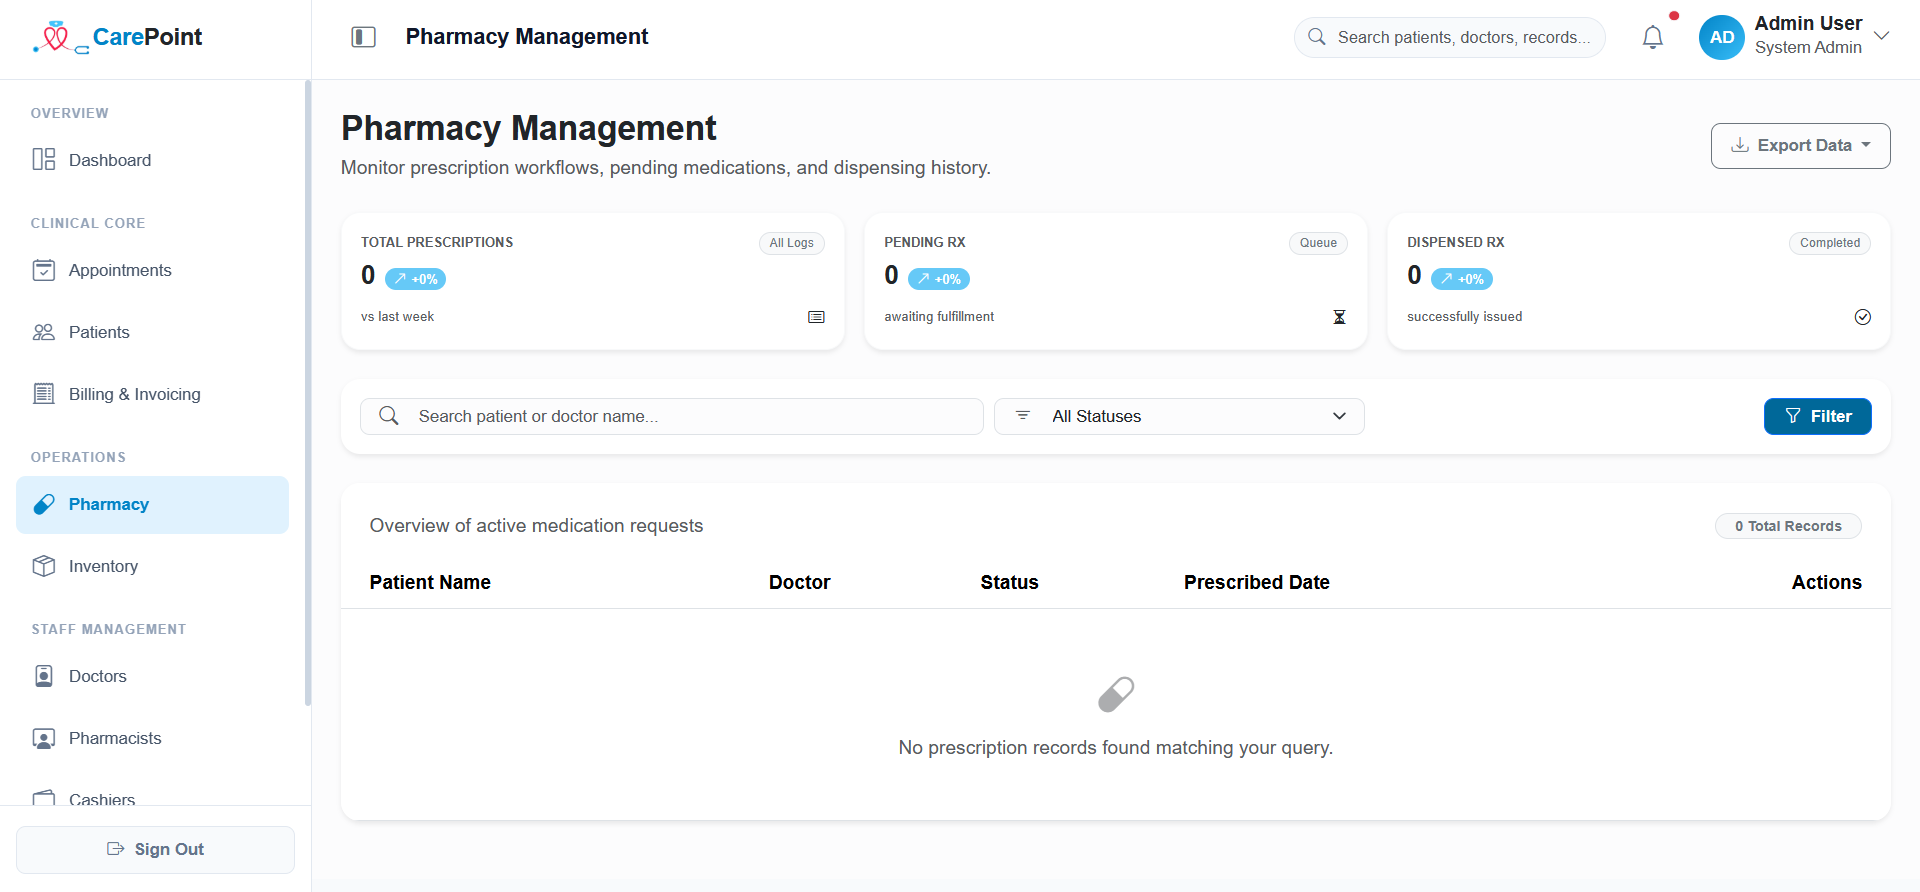 CarePoint
Pharmacy Management
Search patients, doctors, records...
AD
Admin User
System Admin
OVERVIEW
Dashboard
CLINICAL CORE
Appointments
Patients
Billing & Invoicing
OPERATIONS
Pharmacy
Inventory
STAFF MANAGEMENT
Doctors
Pharmacists
Cashiers
Sign Out
Pharmacy Management
Monitor prescription workflows, pending medications, and dispensing history.
Export Data
TOTAL PRESCRIPTIONS
All Logs
0 +0%
vs last week
PENDING RX
Queue
0 +0%
awaiting fulfillment
DISPENSED RX
Completed
0 +0%
successfully issued
Search patient or doctor name...
All Statuses
Filter
Overview of active medication requests
0 Total Records
Patient Name Doctor Status Prescribed Date Actions
No prescription records found matching your query.